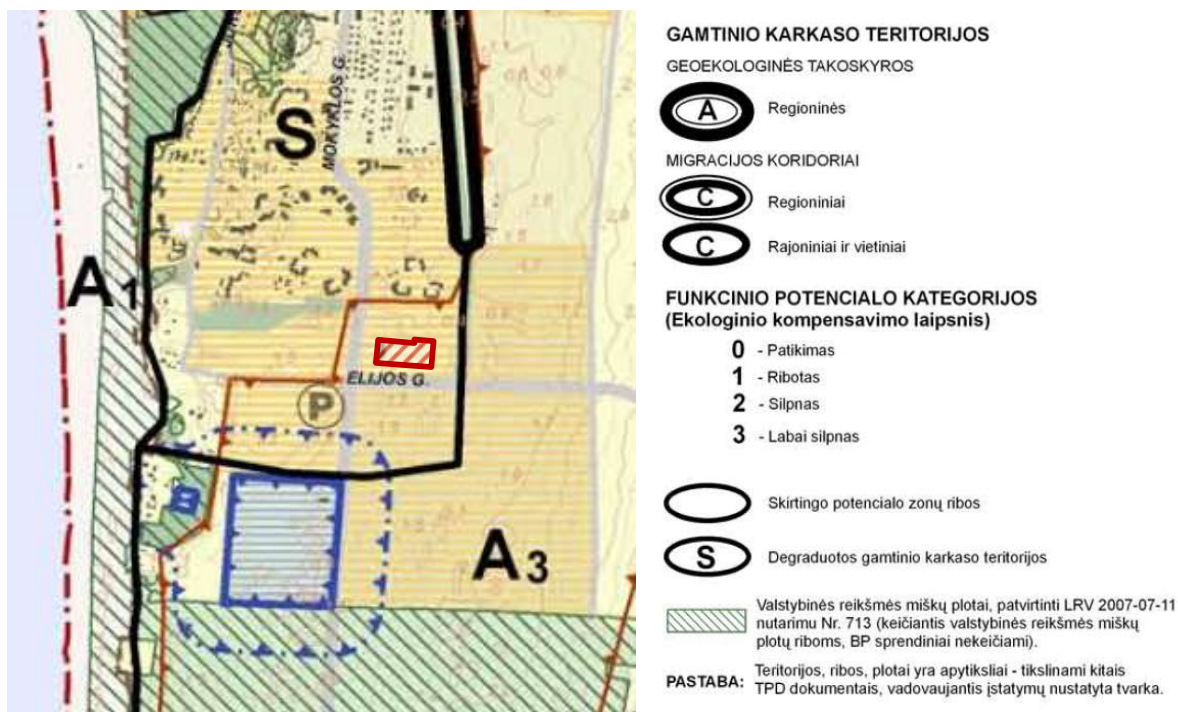 S
MOKYKLOS G.
A1
ELIJOS G.
P
A3
GAMTINIO KARKASO TERITORIJOS
GEOEKOLOGINĖS TAKOSKYROS
A
Regioninės
MIGRACIJOS KORIDORIAI
C
Regioniniai
C
Rajoniniai ir vietiniai
FUNKCINIO POTENCIALO KATEGORIJOS
(Ekologinio kompensavimo laipsnis)
0 - Patikimas
1 - Ribotas
2 - Silpnas
3 - Labai silpnas
Skirtingo potencialo zonų ribos
S
Degraduotos gamtinio karkaso teritorijos
Valstybinės reikšmės miškų plotai, patvirtinti LRV 2007-07-11
nutarimu Nr. 713 (keičiantis valstybinės reikšmės miškų
plotų riboms, BP sprendiniai nekeičiami).
PASTABA: Teritorijos, ribos, plotai yra apytiksliai - tikslinami kitais
TPD dokumentais, vadovaujantis įstatymų nustatyta tvarka.